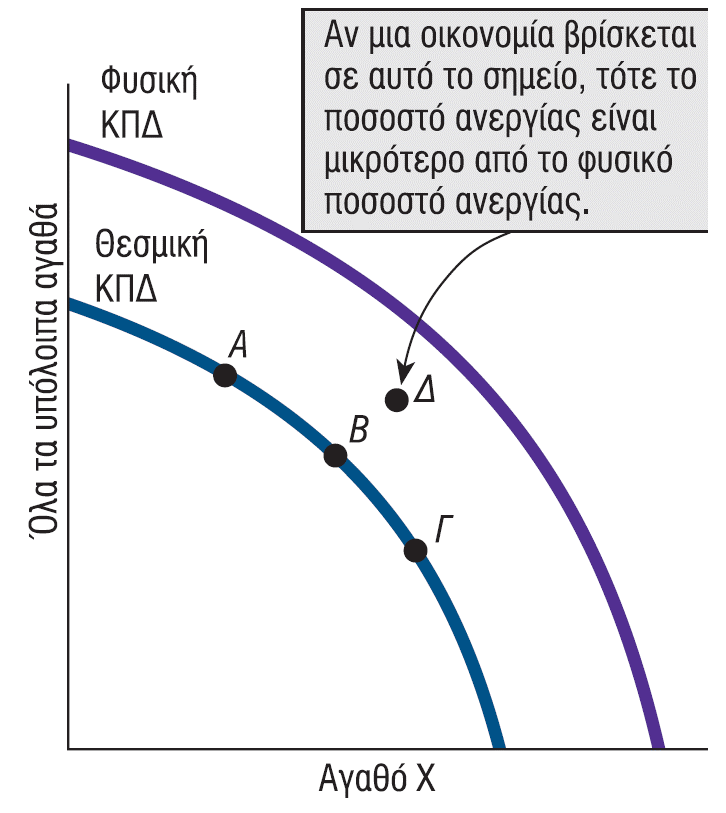 Αν μια οικονομία βρίσκεται
σε αυτό το σημείο, τότε το
ποσοστό ανεργίας είναι
μικρότερο από το φυσικό
ποσοστό ανεργίας.
Φυσική
ΚΠΔ
Θεσμική
ΚΠΔ
Όλα τα υπόλοιπα αγαθά
Α
Δ
Β
Γ
Αγαθό Χ